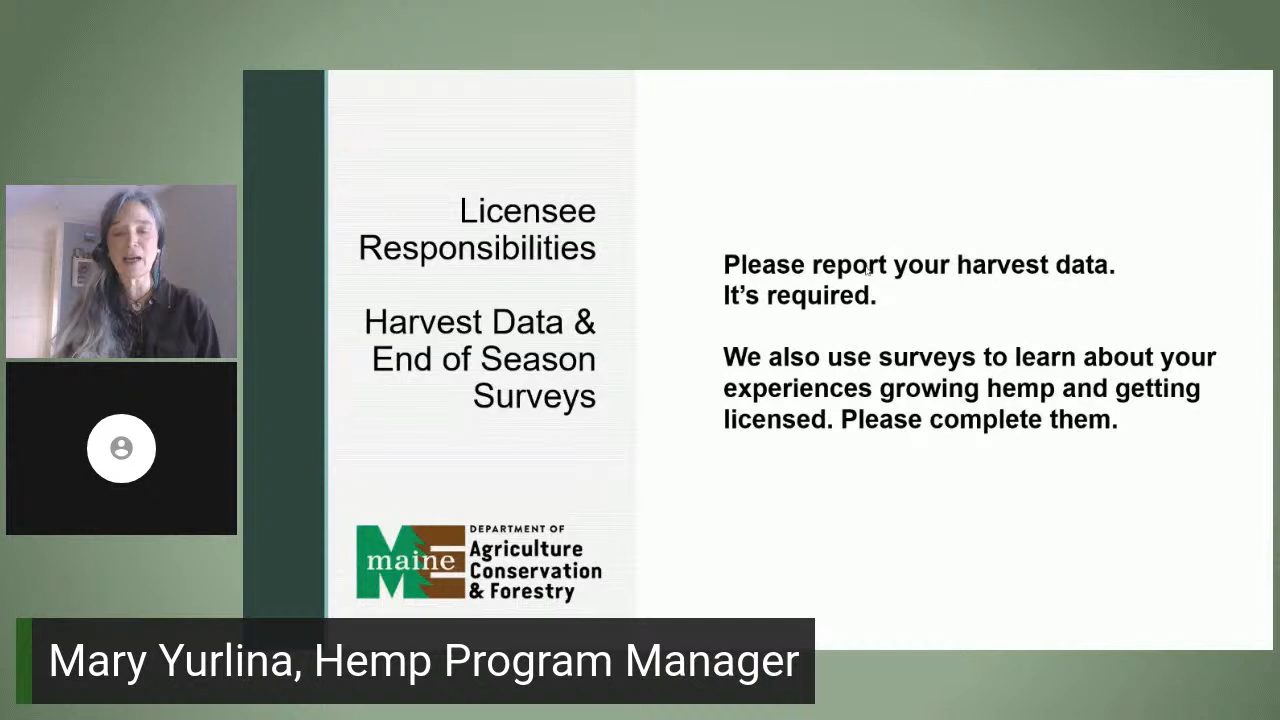 Licensee
Responsibilities
Harvest Data &
End of Season
Surveys
Please report your harvest data.
It's required.
We also use surveys to learn about your
experiences growing hemp and getting
licensed. Please complete them.
maine
DEPARTMENT OF
Agriculture
Conservation
& Forestry
Mary Yurlina, Hemp Program Manager